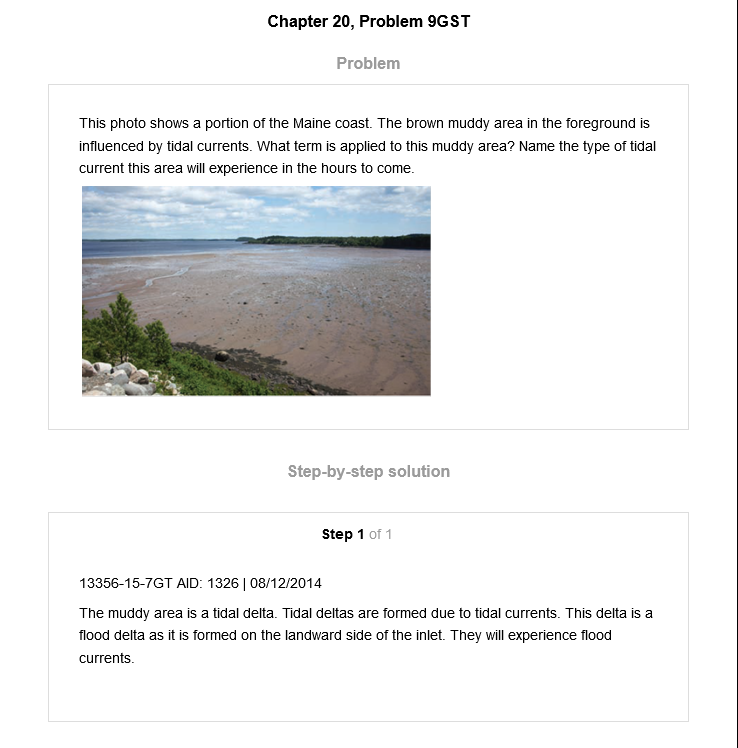 Chapter 20, Problem 9GST
Problem
This photo shows a portion of the Maine coast. The brown muddy area in the foreground is
influenced by tidal currents. What term is applied to this muddy area? Name the type of tidal
current this area will experience in the hours to come.
Step-by-step solution
Step 1 of 1
13356-15-7GT AID: 1326 | 08/12/2014
The muddy area is a tidal delta. Tidal deltas are formed due to tidal currents. This delta is a
flood delta as it is formed on the landward side of the inlet. They will experience flood
currents.